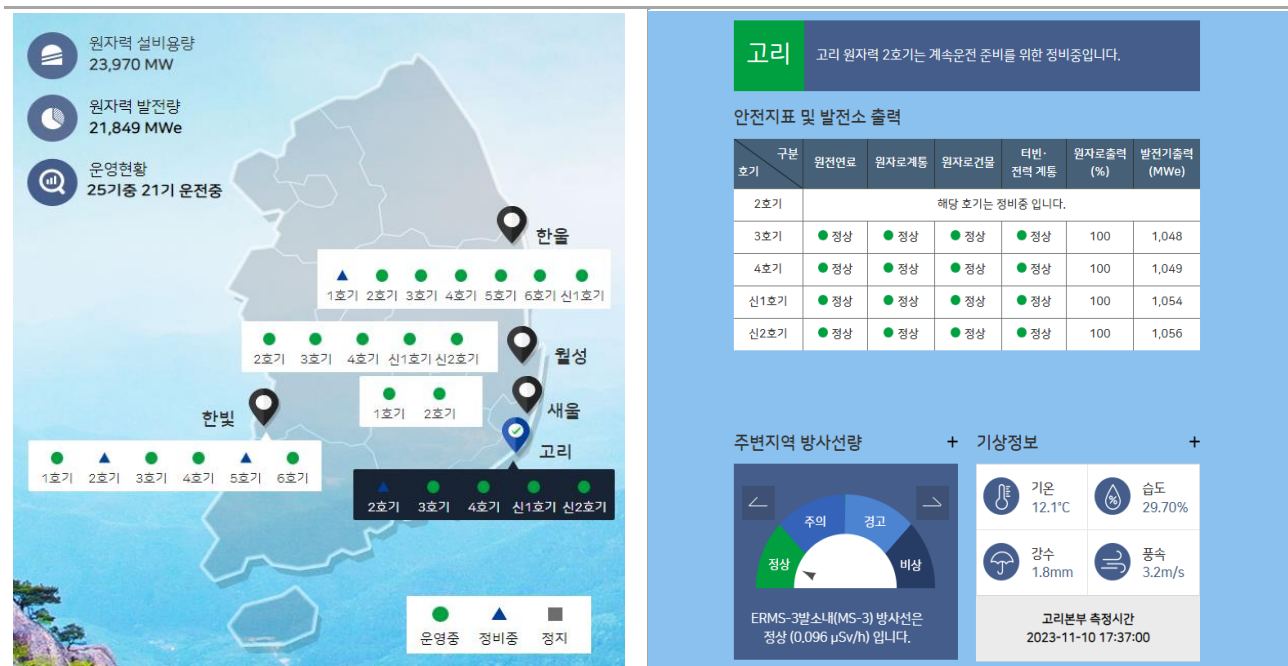 원자력 설비용량
23,970 MW
원자력 발전량
21,849 MWe
운영현황
25기중 21기 운전중
한울
1호기 2호기 3호기 4호기 5호기 6호기 신1호기
2호기 3호기 4호기 신1호기 신2호기
월성
1호기 2호기
새울
한빛
1호기 2호기 3호기 4호기 5호기 6호기
고리
2호기 3호기 4호기 신1호기 신2호기
운영중 정비중 정지
고리 고리 원자력 2호기는 계속운전 준비를 위한 정비중입니다.
안전지표 및 발전소 출력
구분
호기
원전연료 원자로계통 원자로건물 터빈·
전력 계통 원자로출력
(%) 발전기출력
(MWe)
2호기 해당 호기는 정비중 입니다.
3호기 정상 정상 정상 정상 100 1,048
4호기 정상 정상 정상 정상 100 1,049
신1호기 정상 정상 정상 정상 100 1,054
신2호기 정상 정상 정상 정상 100 1,056
주변지역 방사선량 +
정상 주의 경고 비상
ERMS-3발소내(MS-3) 방사선은
정상 (0.096 μSv/h) 입니다.
기상정보 +
기온
12.1℃
습도
29.70%
강수
1.8mm
풍속
3.2m/s
고리본부 측정시간
2023-11-10 17:37:00